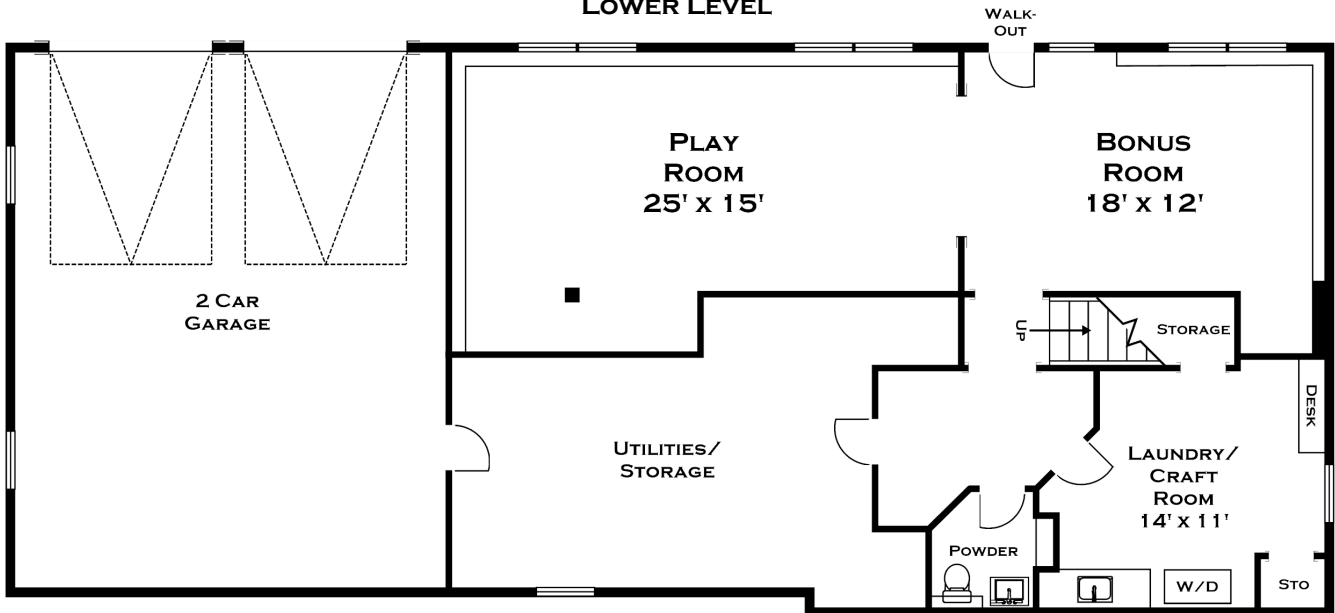 LOWER LEVEL
WALK-
OUT
PLAY
ROOM
25' X 15'
BONUS
ROOM
18' X 12'
2 CAR
GARAGE
UP
STORAGE
DESK
UTILITIES/
STORAGE
LAUNDRY/
CRAFT
ROOM
14' X 11'
POWDER
W/D
STO